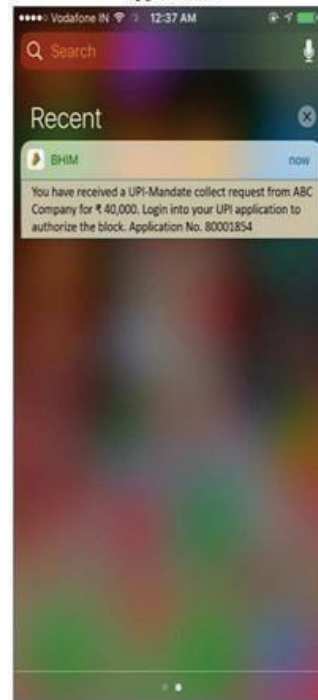 Vodafone IN 12:37 AM
Search
Recent
BHIM now
You have received a UPI-Mandate collect request from ABC
Company for ₹ 40,000. Login into your UPI application to
authorize the block. Application No. 80001854